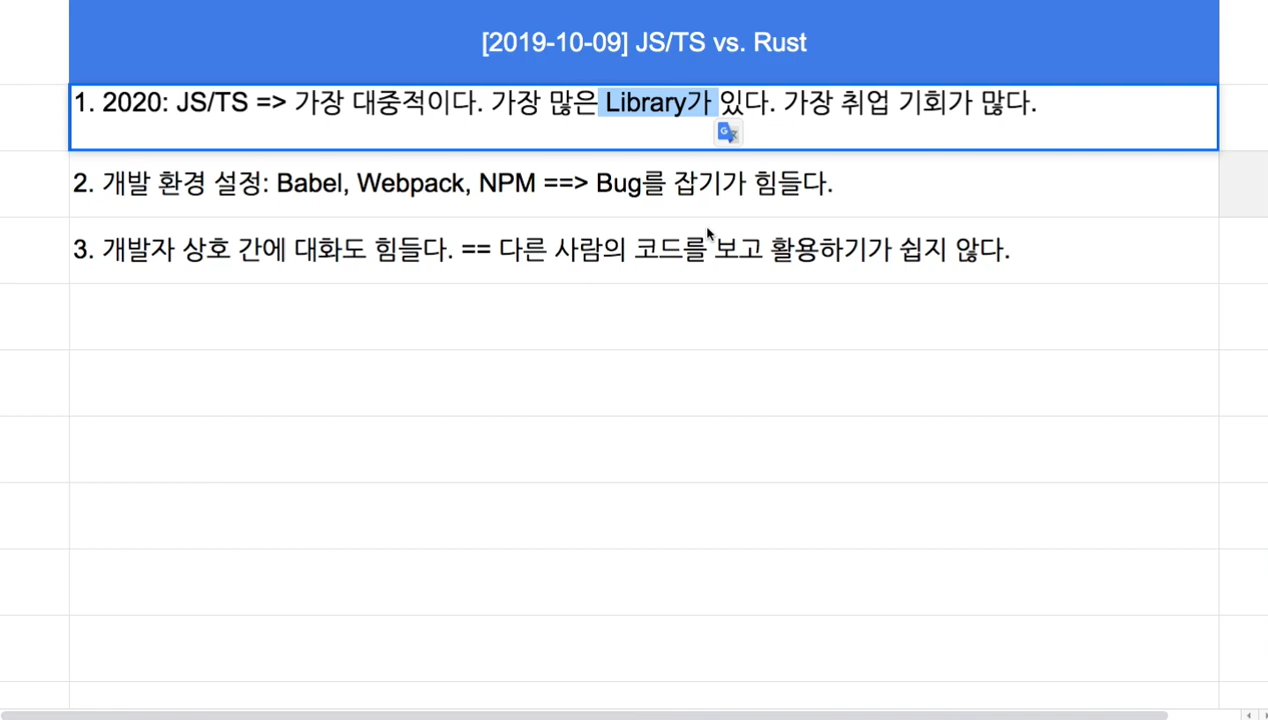 [2019-10-09] JS/TS vs. Rust
1. 2020: JS/TS => 가장 대중적이다. 가장 많은 Library가 있다. 가장 취업 기회가 많다.
2. 개발 환경 설정: Babel, Webpack, NPM ==> Bug를 잡기가 힘들다.
3. 개발자 상호 간에 대화도 힘들다. == 다른 사람의 코드를 보고 활용하기가 쉽지 않다.